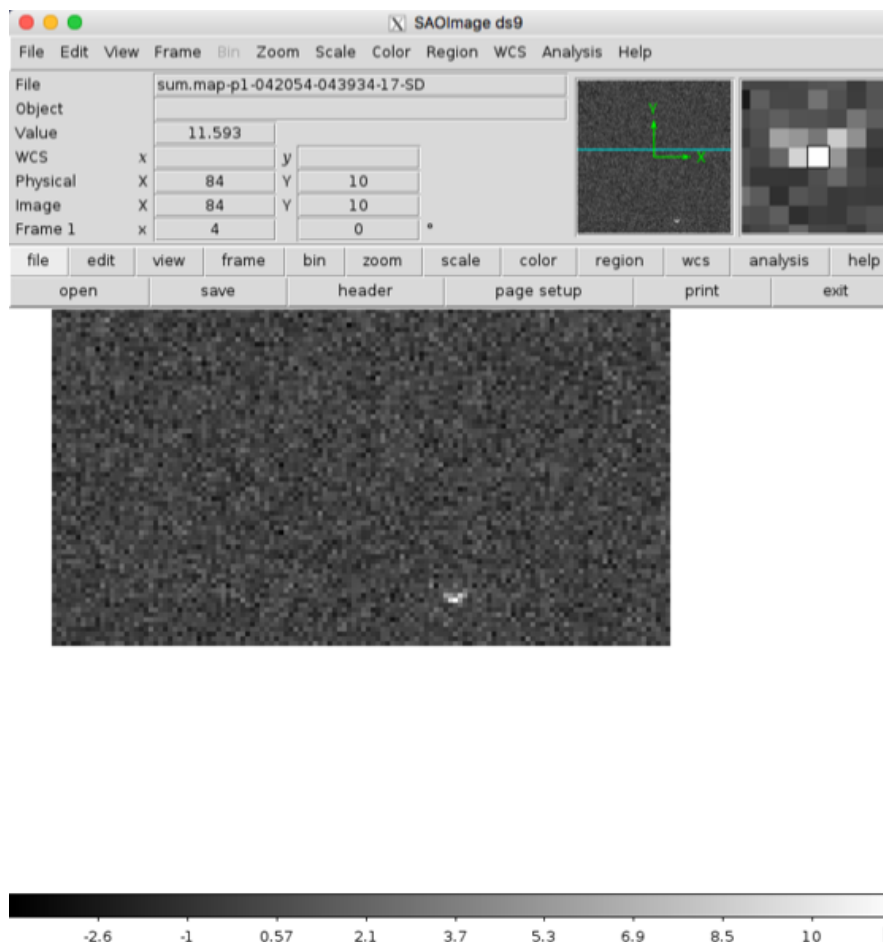 SAOImage ds9
File Edit View Frame Bin Zoom Scale Color Region WCS Analysis Help
File sum.map-p1-042054-043934-17-SD
Object
Value 11.593
WCS x y
Physical X 84 Y 10
Image X 84 Y 10
Frame 1 x 4 0 °
Y
X
file edit view frame bin zoom scale color region wcs analysis help
open save header page setup print exit
-2.6 -1 0.57 2.1 3.7 5.3 6.9 8.5 10